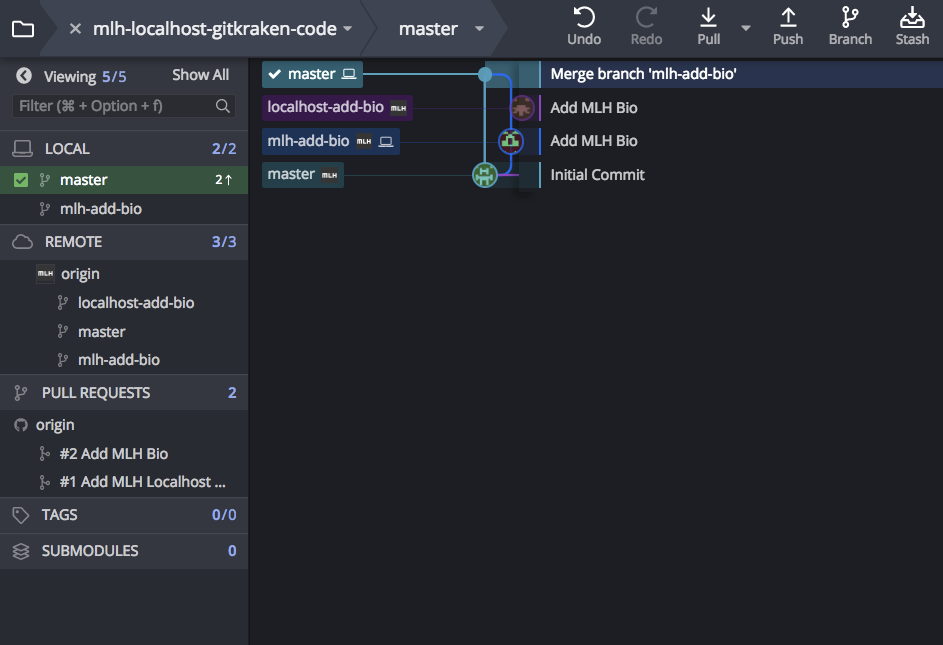 mlh-localhost-gitkraken-code
master
Undo
Redo
Pull
Push
Branch
Stash
Viewing 5/5 Show All
Filter (⌘ + Option + f)
LOCAL 2/2
master 2↑
mlh-add-bio
REMOTE 3/3
MLH origin
localhost-add-bio
master
mlh-add-bio
PULL REQUESTS 2
origin
#2 Add MLH Bio
#1 Add MLH Localhost ...
TAGS 0/0
SUBMODULES 0
master Merge branch 'mlh-add-bio'
localhost-add-bio MLH Add MLH Bio
mlh-add-bio MLH Add MLH Bio
master MLH Initial Commit